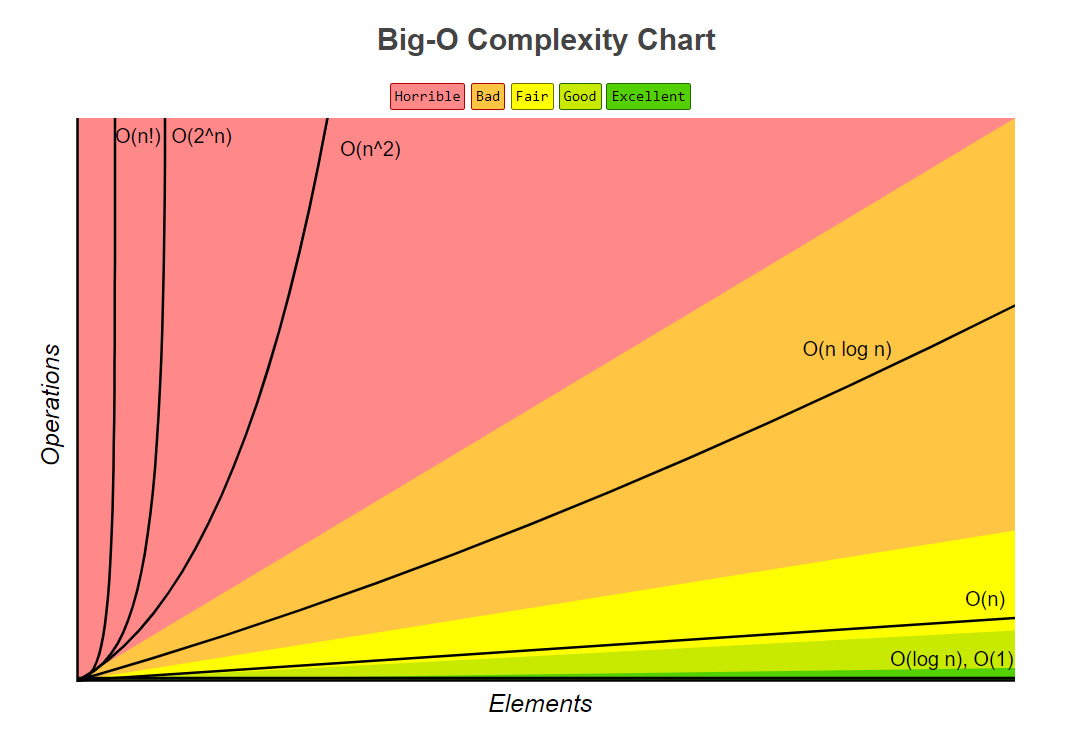 Big-O Complexity Chart
Horrible Bad Fair Good Excellent
O(n!) O(2^n)
O(n^2)
O(n log n)
Operations
O(n)
O(log n), O(1)
Elements